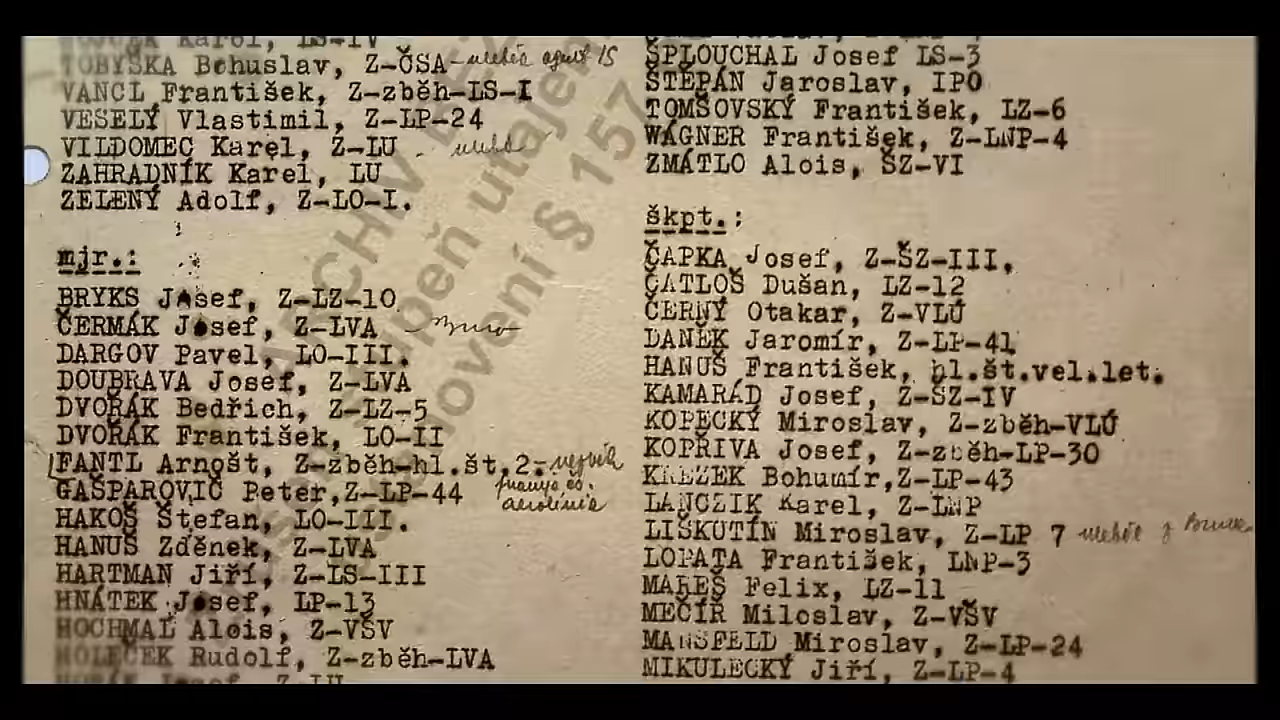 Karel, LS-IV
TOBYŠKA Bohuslav, Z-ČSA-
VANCL František, Z-zběh-LS-I
VESELÝ Vlastimil, Z-LP-24
VILDOMEC Karel, Z-LU
ZAHRADNÍK Karel, LU
ZELENÝ Adolf, Z-LO-I.
mjr.:
BRYKS Josef, Z-LZ-10
ČERMÁK Josef, Z-LVA
DARGOV Pavel, LO-III.
DOUBRAVA Josef, Z-LVA
DVOŘÁK Bedřich, Z-LZ-5
DVOŘÁK František, LO-II
FANTL Arnošt, Z-zběh-hl.št.2.
GAŠPAROVIČ Peter,Z-LP-44
HAKOŠ Štefan, LO-III.
HANUŠ Zděnek, Z-LVA
HARTMAN Jiří, Z-LS-III
HNÁTEK Josef, LP-13
HOCHMAL Alois, Z-VŠV
HOLEČEK Rudolf, Z-zběh-LVA
ŠPLOUCHAL Josef LS-3
ŠTĚPÁN Jaroslav, IPO
TOMŠOVSKÝ František, LZ-6
WÁGNER František, Z-LNP-4
ZMÁTLO Alois, ŠZ-VI
škpt.:
ČAPKA Josef, Z-ŠZ-III,
ČATLOŠ Dušan, LZ-12
ČERNÝ Otakar, Z-VLÚ
DANĚK Jaromír, Z-LP-41
HANUŠ František, hl.št.vel.let.
KAMARÁD Josef, Z-ŠZ-IV
KOPECKÝ Miroslav, Z-zběh-VLÚ
KOPŘIVA Josef, Z-zběh-LP-30
Bohumír,Z-LP-43
LANCZIK Karel, Z-LNP
LIŠKUTÍN Miroslav, Z-LP 7
LOPATA František, LNP-3
MAREŠ Felix, LZ-11
MEČÍŘ Miloslav, Z-VŠV
MANSFELD Miroslav, Z-LP-24
MIKULECKÝ Jiří, Z-LP-4